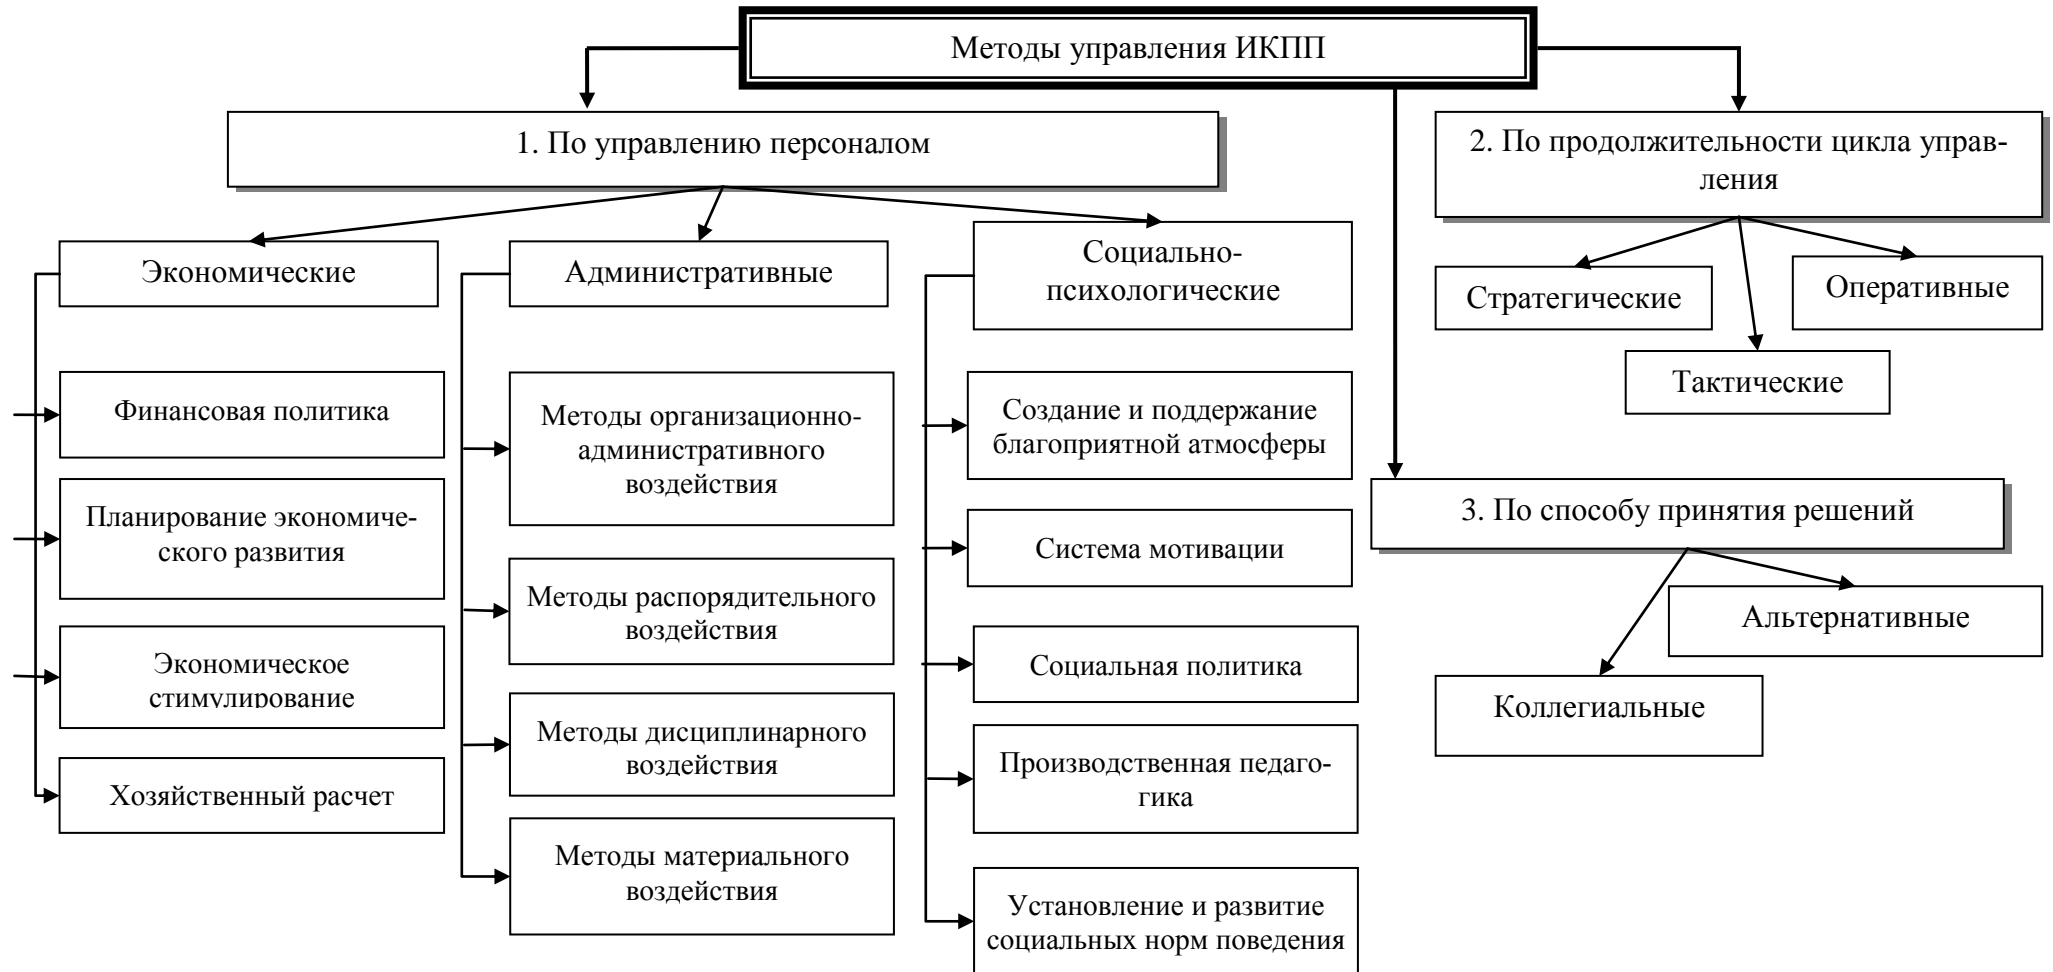 Методы управления ИКПП
1. По управлению персоналом
2. По продолжительности цикла управ-
ления
Экономические
Административные
Социально-
психологические
Стратегические
Оперативные
Тактические
Финансовая политика
Планирование экономиче-
ского развития
Экономическое
стимулирование
Хозяйственный расчет
Методы организационно-
административного
воздействия
Методы распорядительного
воздействия
Методы дисциплинарного
воздействия
Методы материального
воздействия
Создание и поддержание
благоприятной атмосферы
Система мотивации
Социальная политика
Производственная педаго-
гика
Установление и развитие
социальных норм поведения
3. По способу принятия решений
Альтернативные
Коллегиальные